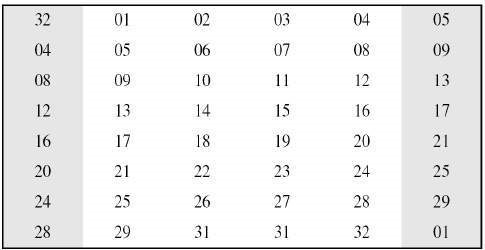 32 01 02 03 04 05
04 05 06 07 08 09
08 09 10 11 12 13
12 13 14 15 16 17
16 17 18 19 20 21
20 21 22 23 24 25
24 25 26 27 28 29
28 29 31 31 32 01